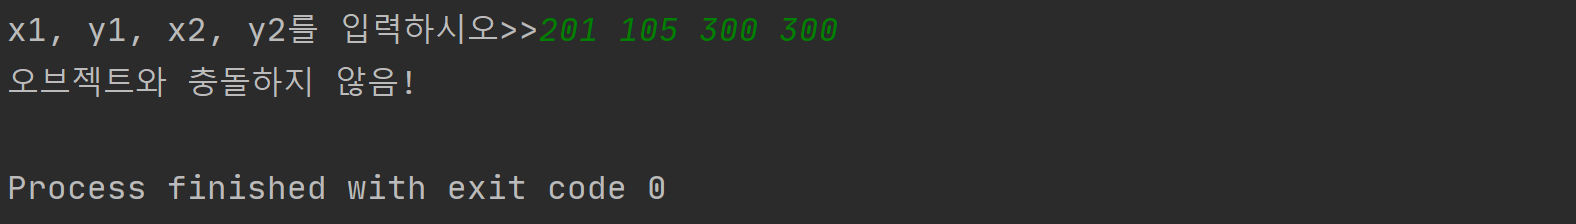 x1, y1, x2, y2를 입력하시오>>201 105 300 300
오브젝트와 충돌하지 않음!
Process finished with exit code 0